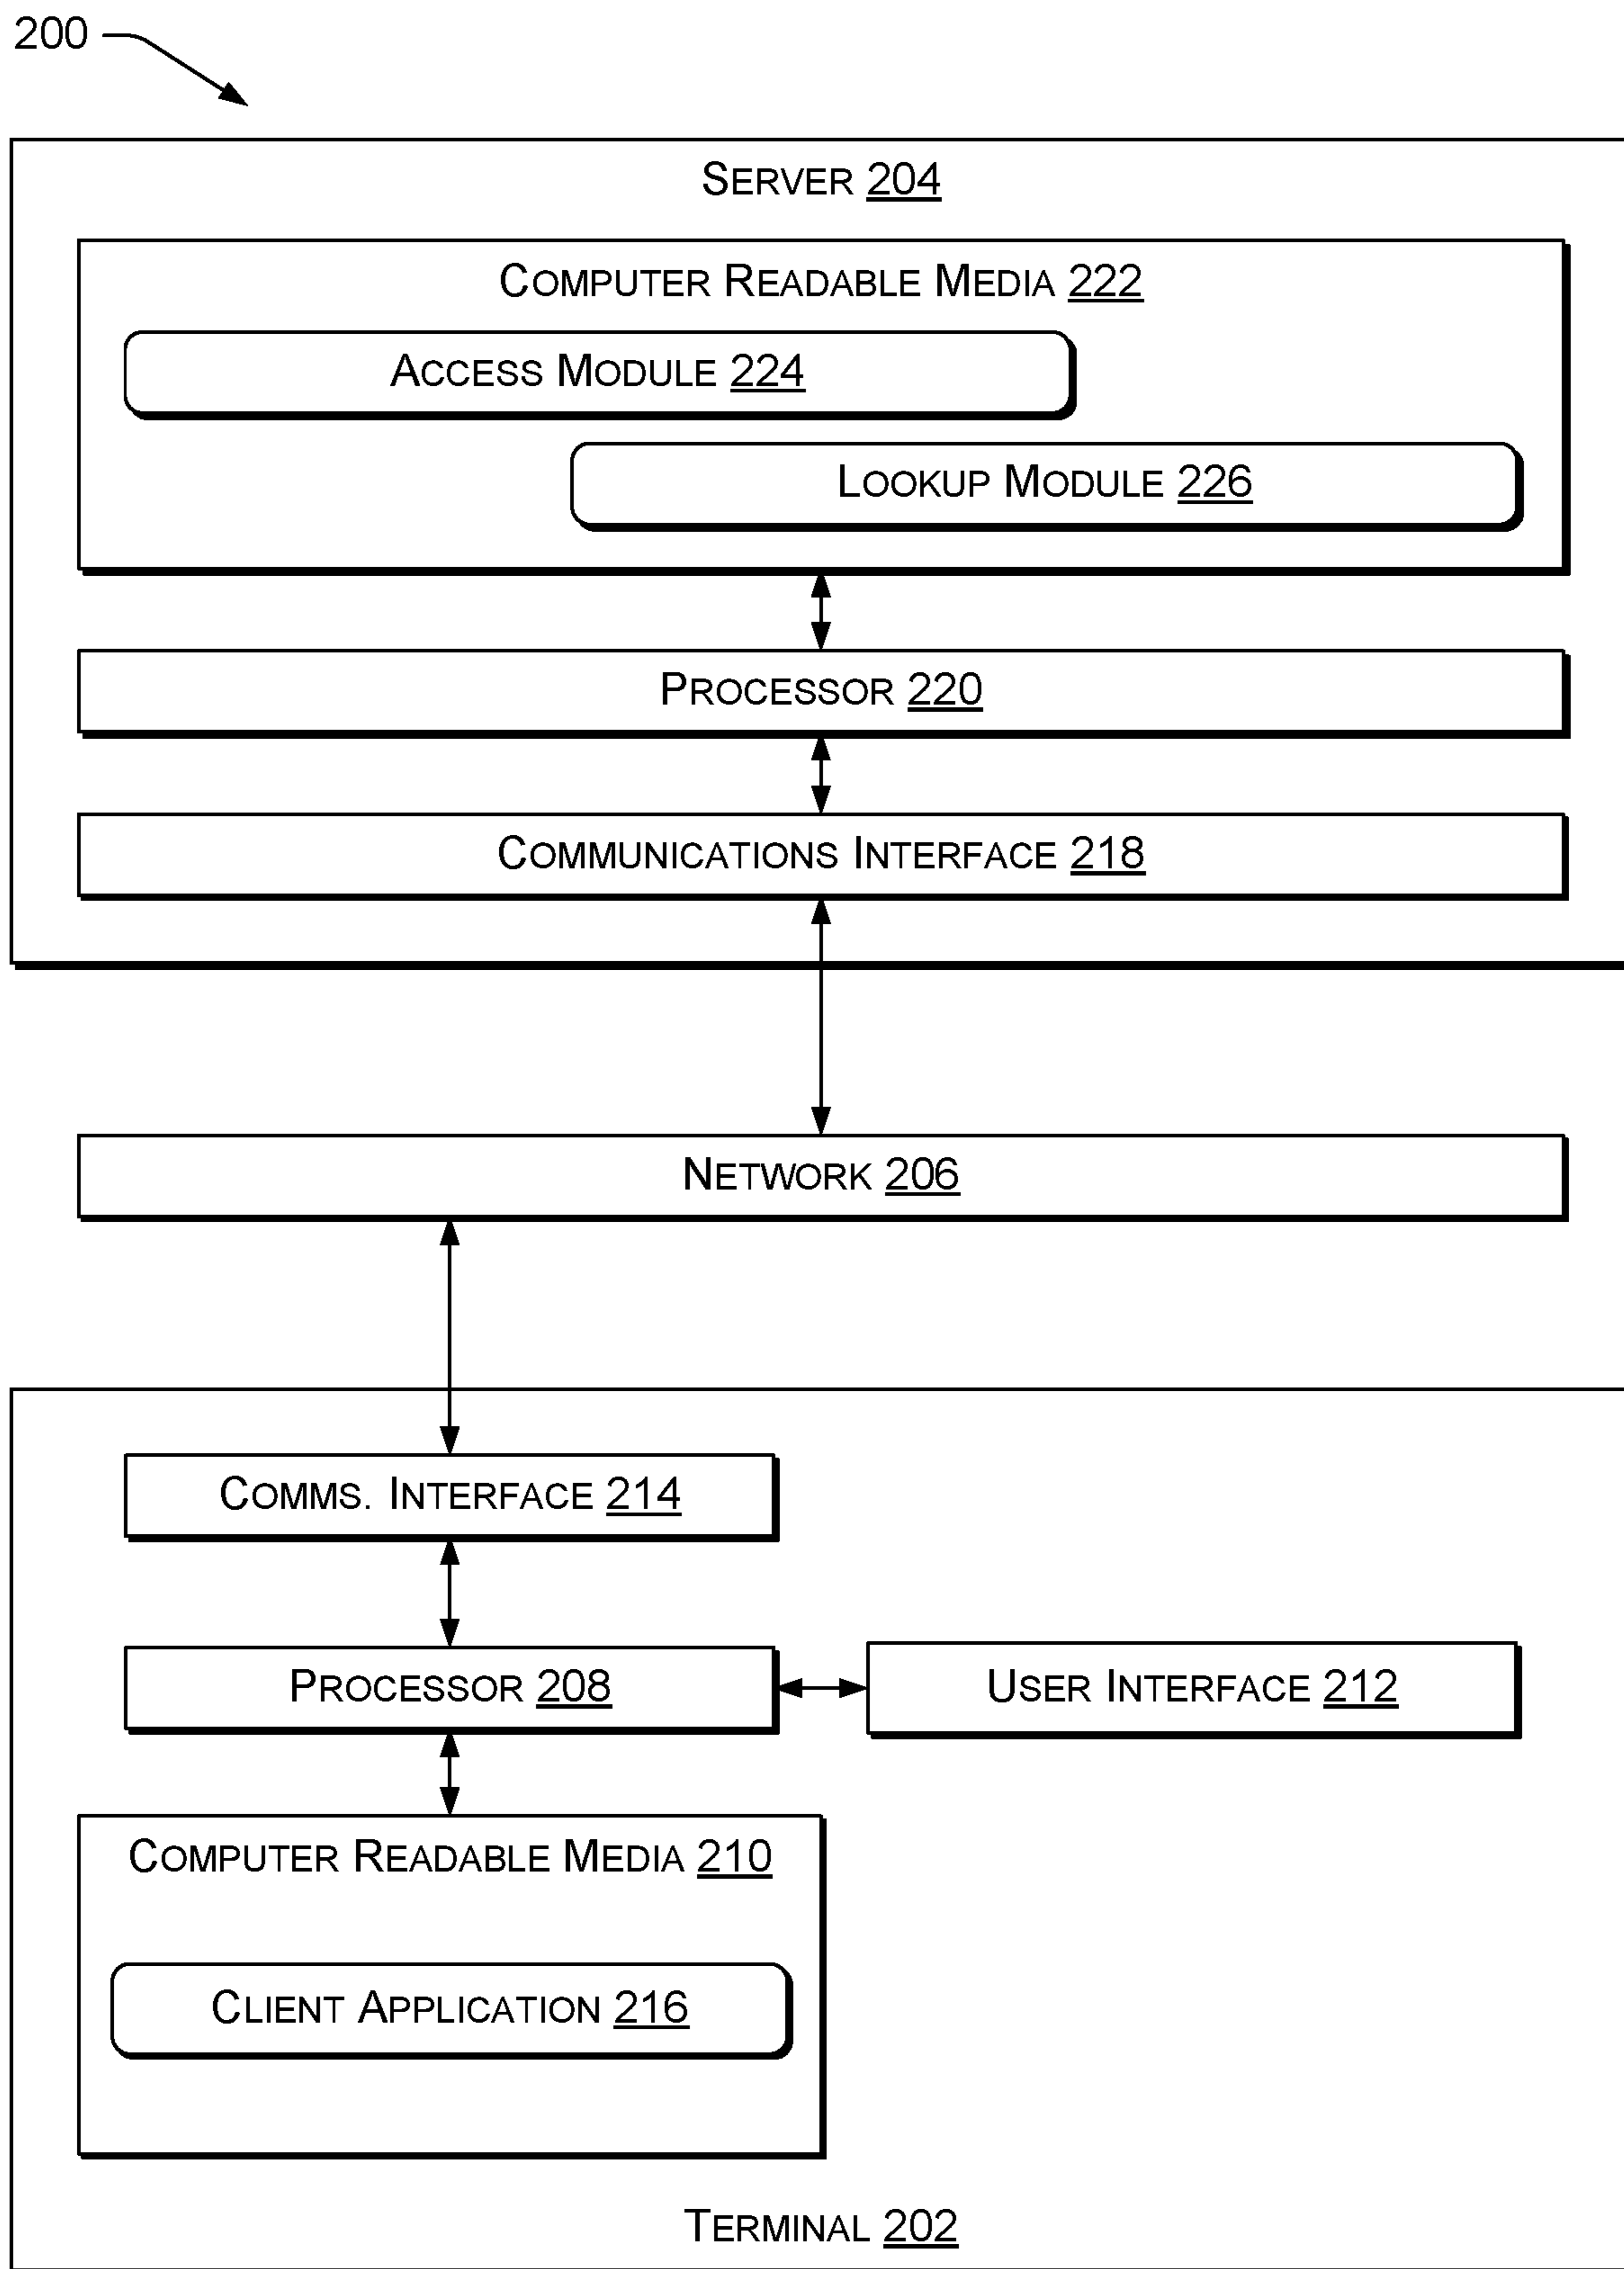 200
SERVER 204
COMPUTER READABLE MEDIA 222
ACCESS MODULE 224
LOOKUP MODULE 226
PROCESSOR 220
COMMUNICATIONS INTERFACE 218
NETWORK 206
COMMS. INTERFACE 214
PROCESSOR 208
USER INTERFACE 212
COMPUTER READABLE MEDIA 210
CLIENT APPLICATION 216
TERMINAL 202